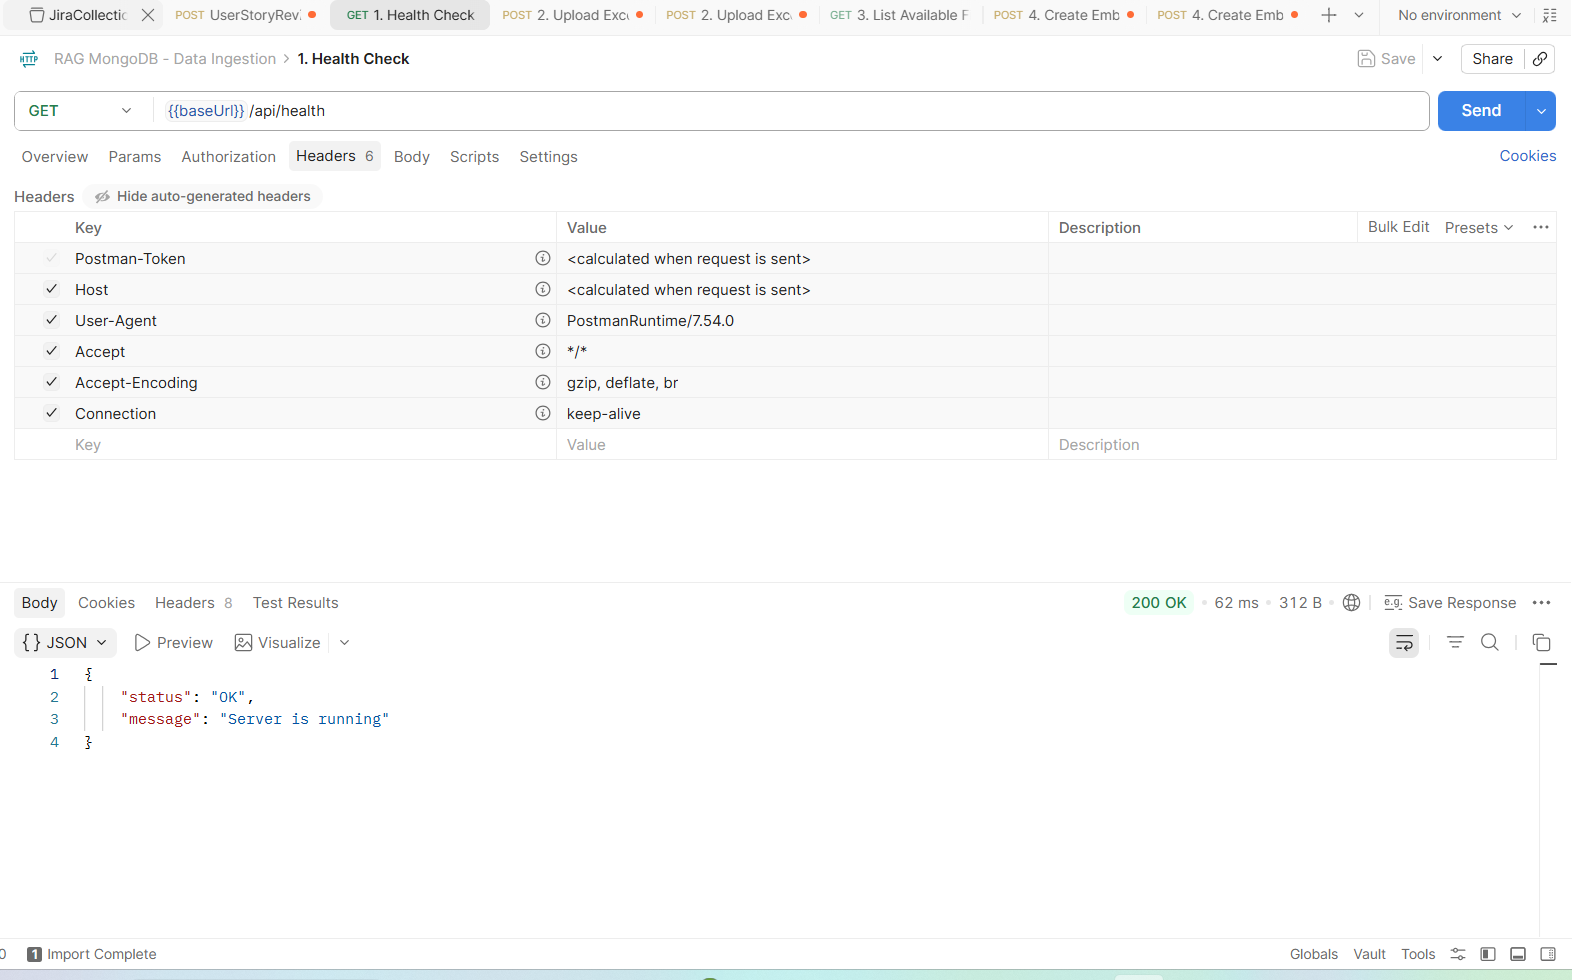 JiraCollectic POST UserStoryRev. GET 1. Health Check POST 2. Upload Exc POST 2. Upload Exc GET 3. List Available F POST 4. Create Emb POST 4. Create Emb No environment
HTTP RAG MongoDB - Data Ingestion > 1. Health Check Save Share
GET {{baseUrl}} /api/health Send
Overview Params Authorization Headers 6 Body Scripts Settings Cookies
Headers Hide auto-generated headers
Key Value Description Bulk Edit Presets
Postman-Token <calculated when request is sent>
Host <calculated when request is sent>
User-Agent PostmanRuntime/7.54.0
Accept */*
Accept-Encoding gzip, deflate, br
Connection keep-alive
Key Value Description
Body Cookies Headers 8 Test Results 200 OK 62 ms 312 B e.g. Save Response
{} JSON Preview Visualize
1 {
2 "status": "OK",
3 "message": "Server is running"
4 }
1 Import Complete Globals Vault Tools